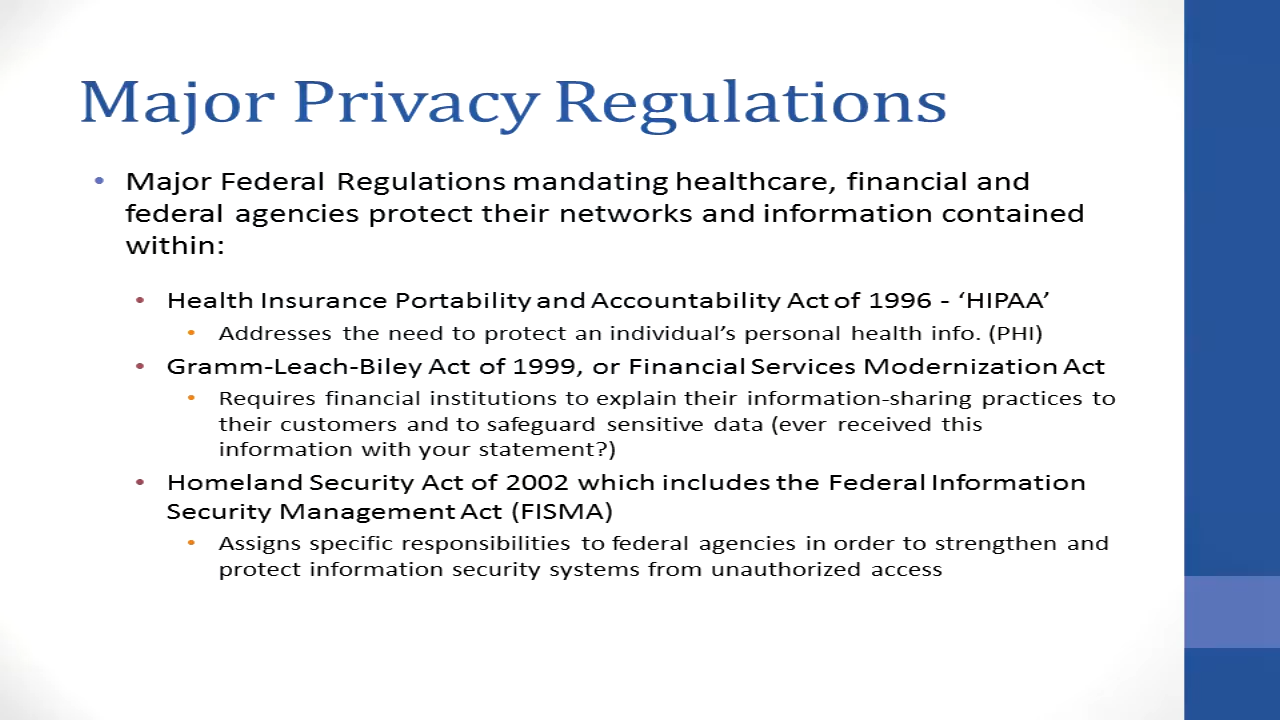 Major Privacy Regulations
• Major Federal Regulations mandating healthcare, financial and
federal agencies protect their networks and information contained
within:
• Health Insurance Portability and Accountability Act of 1996 - ‘HIPAA’
• Addresses the need to protect an individual’s personal health info. (PHI)
• Gramm-Leach-Biley Act of 1999, or Financial Services Modernization Act
• Requires financial institutions to explain their information-sharing practices to
their customers and to safeguard sensitive data (ever received this
information with your statement?)
• Homeland Security Act of 2002 which includes the Federal Information
Security Management Act (FISMA)
• Assigns specific responsibilities to federal agencies in order to strengthen and
protect information security systems from unauthorized access